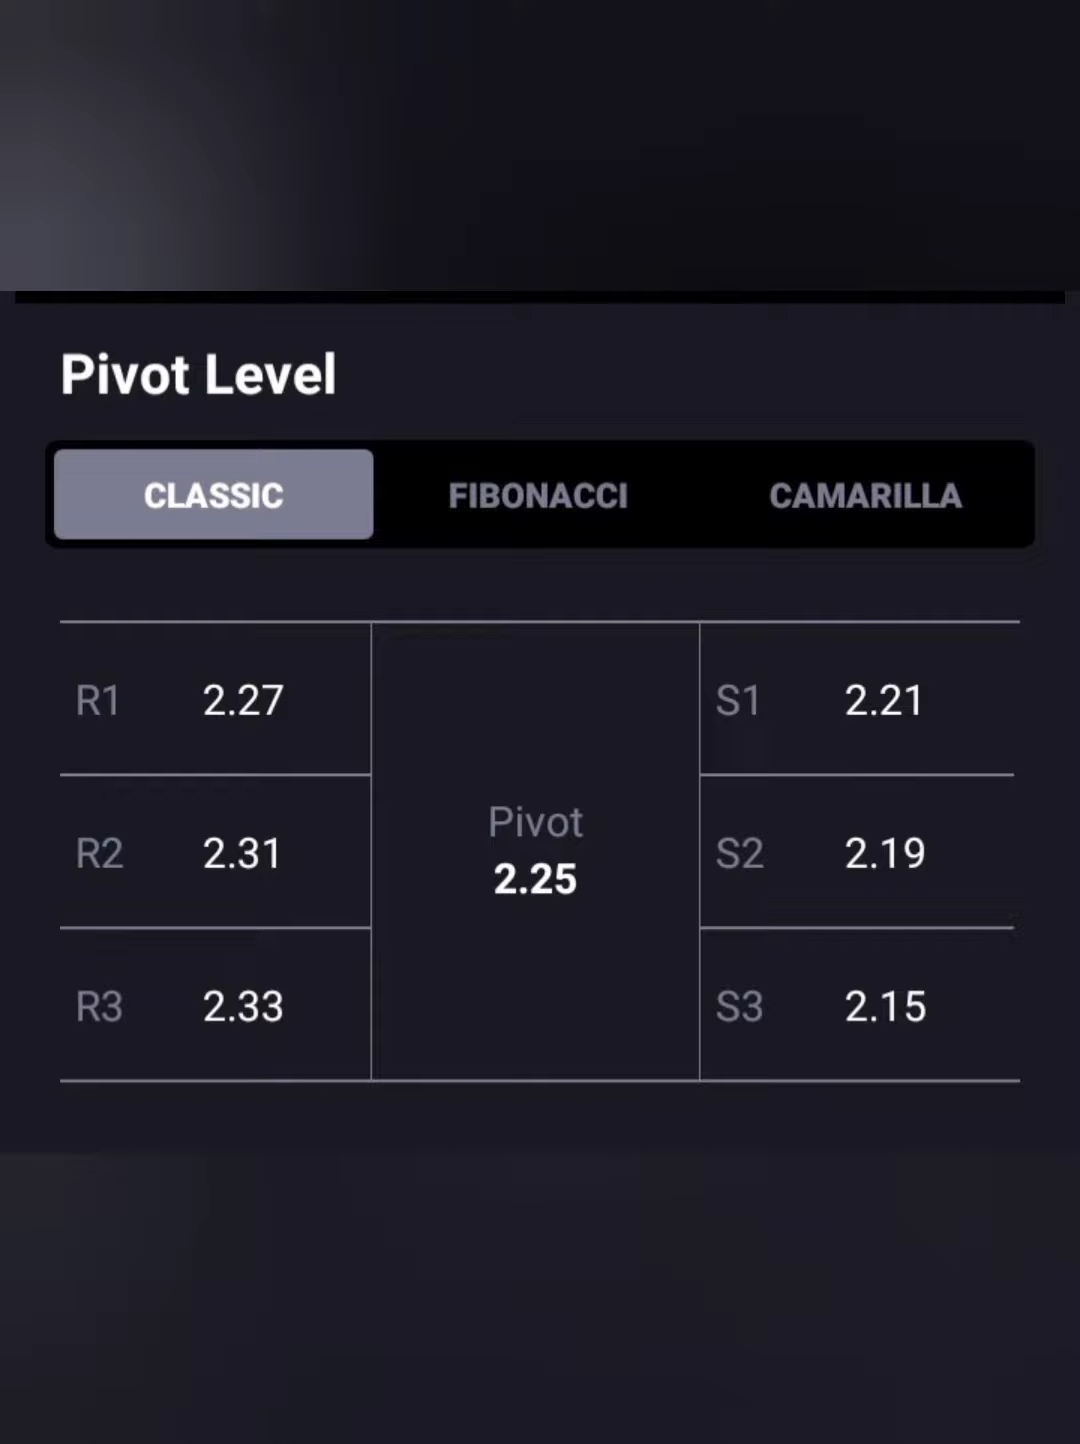 Pivot Level
CLASSIC FIBONACCI CAMARILLA
R1 2.27 S1 2.21
Pivot
R2 2.31 2.25 S2 2.19
R3 2.33 S3 2.15